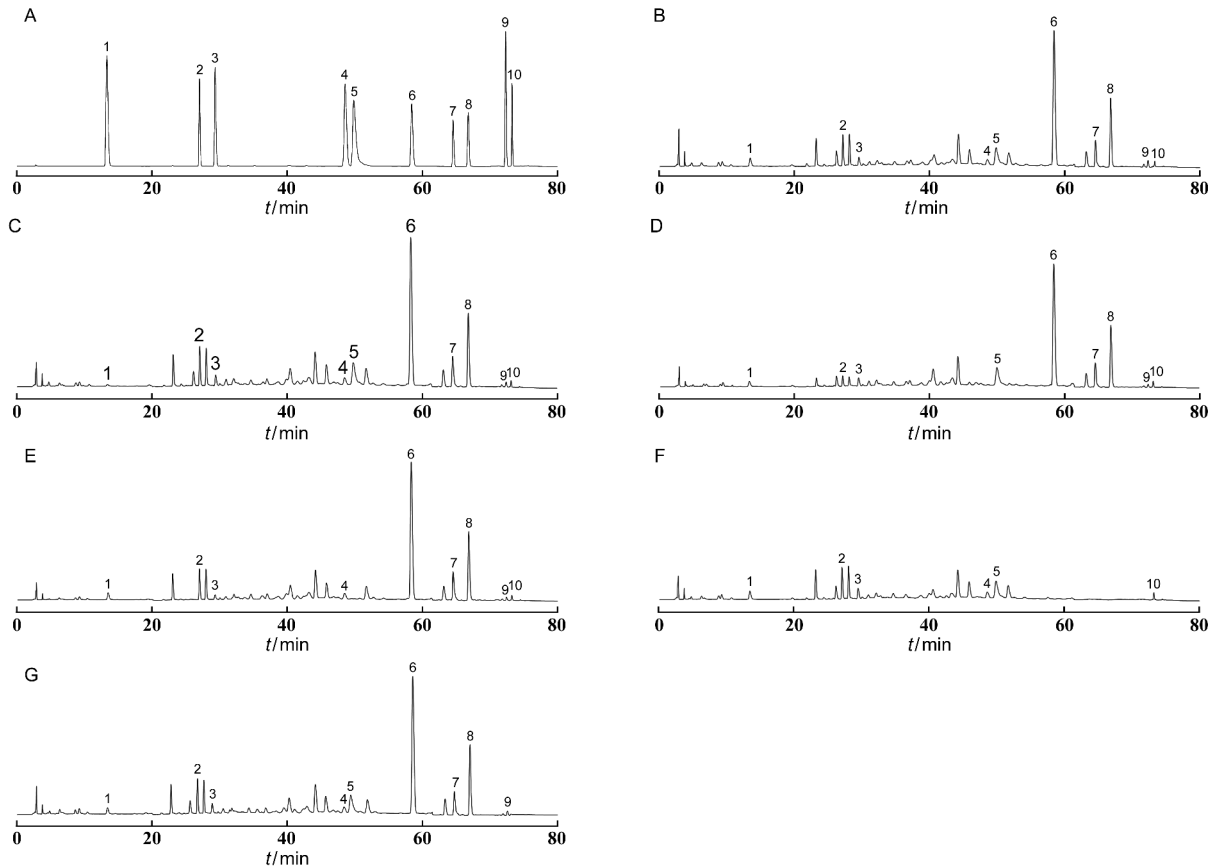 A
1 2 3 4 5 6 7 8 9 10
0 20 40 60 80
t/min
B
1 2 3 4 5 6 7 8 9 10
0 20 40 60 80
t/min
C
1 2 3 4 5 6 7 8 9 10
0 20 40 60 80
t/min
D
1 2 3 5 6 7 8 9 10
0 20 40 60 80
t/min
E
1 2 3 4 6 7 8 9 10
0 20 40 60 80
t/min
F
1 2 3 4 5 10
0 20 40 60 80
t/min
G
1 2 3 4 5 6 7 8 9
0 20 40 60 80
t/min